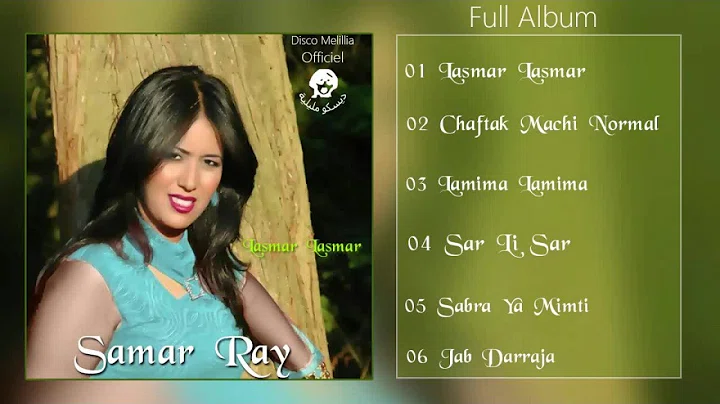 Full Album
Disco Melillia
Officiel
ديسكو مليلية
Lasmar Lasmar
Samar Ray
01 Lasmar Lasmar
02 Chaftak Machi Normal
03 Lamima Lamima
04 Sar Li Sar
05 Sabra Ya Mimti
06 Jab Darraja